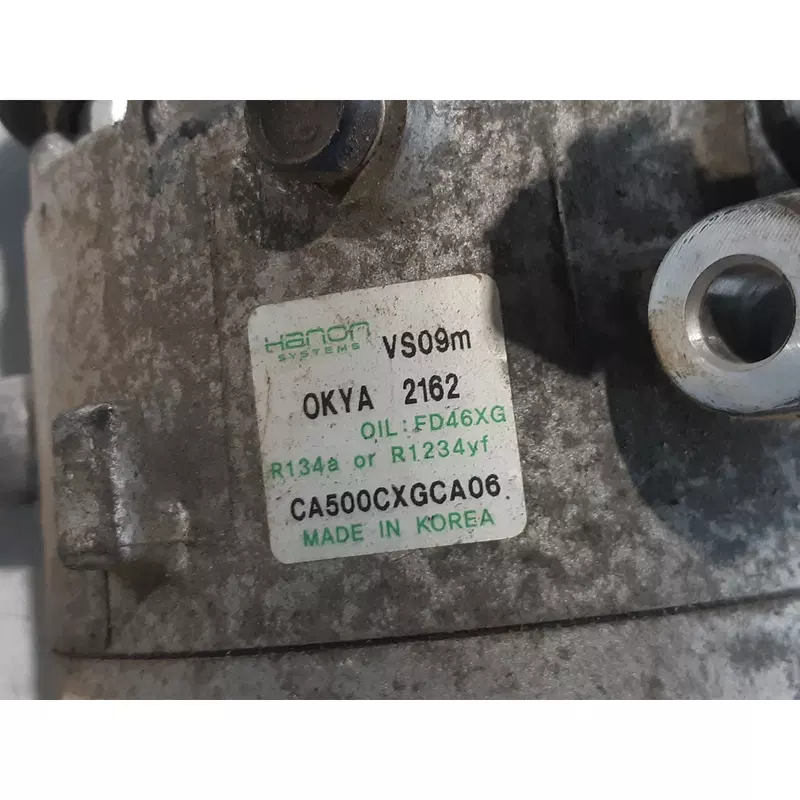 Hanon
SYSTEMS VS09m
OKYA 2162
OIL:FD46XG
R134a or R1234yf
CA500CXGCA06.
MADE IN KOREA